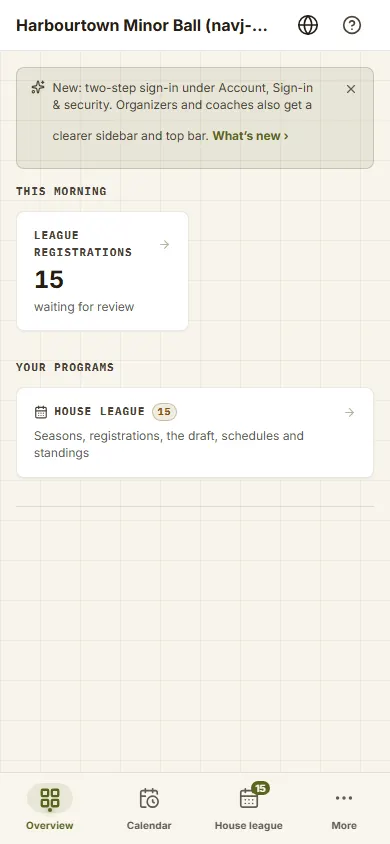 Harbourtown Minor Ball (navj-...
New: two-step sign-in under Account, Sign-in
& security. Organizers and coaches also get a
clearer sidebar and top bar. What's new ›
THIS MORNING
LEAGUE
REGISTRATIONS
15
waiting for review
YOUR PROGRAMS
HOUSE LEAGUE 15
Seasons, registrations, the draft, schedules and
standings
15
Overview
Calendar
House league
More